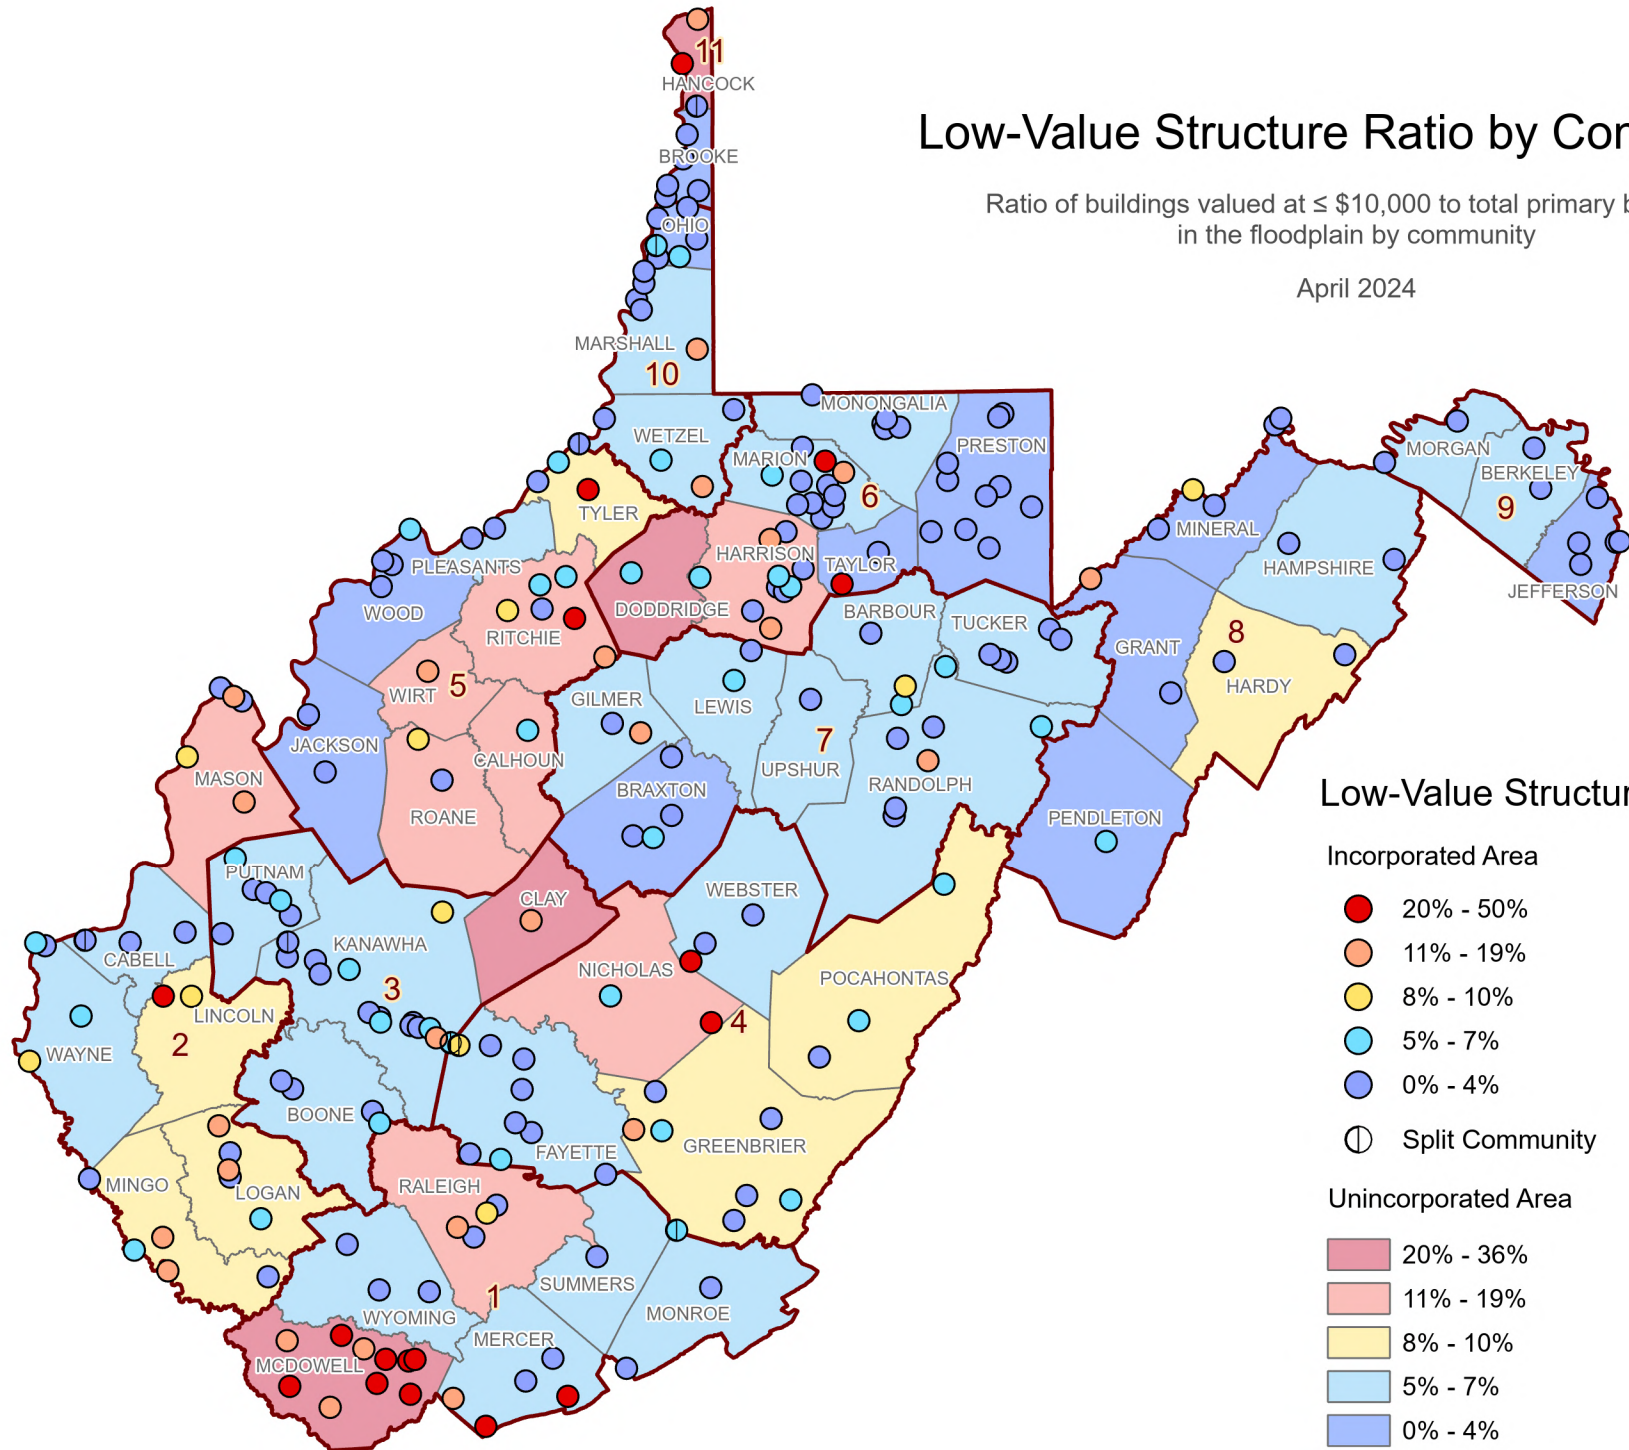 11
HANCOCK
Low-Value Structure Ratio by Con
BROOKE
Ratio of buildings valued at ≤ $10,000 to total primary b
OHIO
in the floodplain by community
April 2024
MARSHALL
10
MONONGALIA
WETZEL
PRESTON
MARION
MORGAN
BERKELEY
6
9
TYLER
MINERAL
HARRISON
PLEASANTS
TAYLOR
HAMPSHIRE
JEFFERSON
WOOD
DODDRIDGE
BARBOUR
TUCKER
RITCHIE
8
GRANT
WIRT
5
GILMER
LEWIS
HARDY
JACKSON
7
CALHOUN
UPSHUR
MASON
RANDOLPH
BRAXTON
ROANE
PENDLETON
Low-Value Structur
Incorporated Area
PUTNAM
WEBSTER
CLAY
20% - 50%
KANAWHA
11% - 19%
CABELL
NICHOLAS
POCAHONTAS
3
8% - 10%
LINCOLN
4
2
5% - 7%
WAYNE
0% - 4%
BOONE
Split Community
FAYETTE
GREENBRIER
MINGO
RALEIGH
LOGAN
Unincorporated Area
20% - 36%
SUMMERS
1
11% - 19%
MONROE
WYOMING
MERCER
8% - 10%
MCDOWELL
5% - 7%
0% - 4%